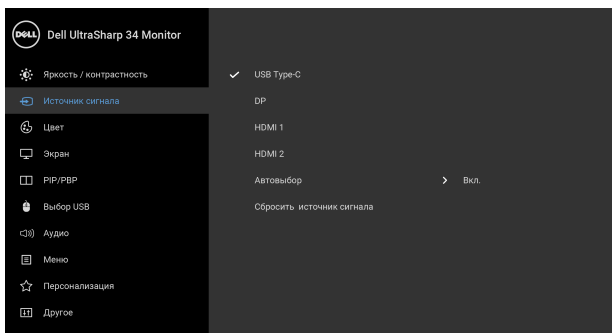 DELL Dell UltraSharp 34 Monitor
Яркость / контрастность
Источник сигнала
Цвет
Экран
PIP/PBP
Выбор USB
Аудио
Меню
Персонализация
Другое
USB Type-C
DP
HDMI 1
HDMI 2
Автовыбор Вкл.
Сбросить источник сигнала